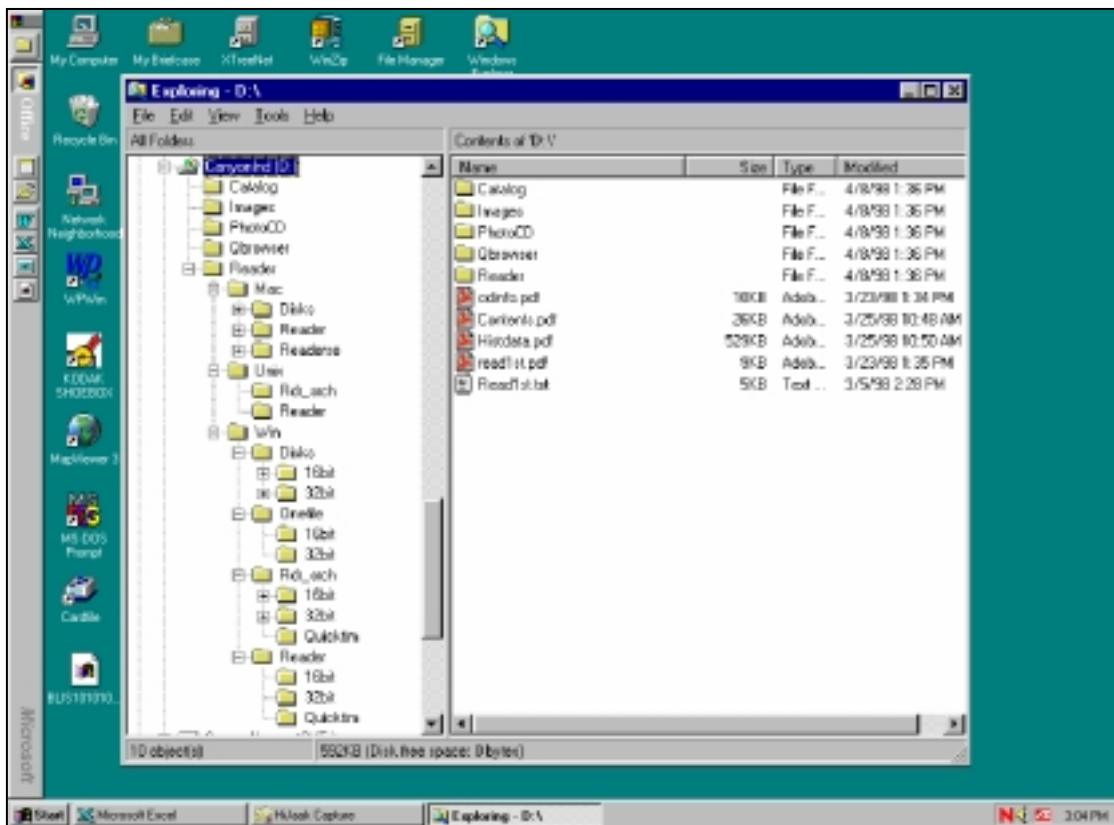 My Computer
My Briefcase
XTreeNet
WinZip
File Manager
Windows
Office
Recycle Bin
Network
Neighborhood
WPWin
KODAK
SHOEBOX
MapViewer 3
MS-DOS
Prompt
Cardfile
BLIS101010...
Microsoft
Exploring - D:\
File Edit View Tools Help
All Folders
Contents of 'D:\'
Canyonlnd (D:)
Catalog
Images
PhotoCD
Qbrowser
Reader
Mac
Disks
Reader
Readerse
Unix
Rdr_srch
Reader
Win
Disks
16bit
32bit
Onefile
16bit
32bit
Rdr_srch
16bit
32bit
Quicktim
Reader
16bit
32bit
Quicktim
Name Size Type Modified
Catalog File F... 4/8/98 1:36 PM
Images File F... 4/8/98 1:36 PM
PhotoCD File F... 4/8/98 1:36 PM
Qbrowser File F... 4/8/98 1:36 PM
Reader File F... 4/8/98 1:36 PM
cdinfo.pdf Adob... 3/23/98 1:34 PM
Contents.pdf 26KB Adob... 3/25/98 10:48 AM
Histdata.pdf 529KB Adob... 3/25/98 10:50 AM
read1st.pdf 9KB Adob... 3/23/98 1:35 PM
Read1st.txt 5KB Text ... 3/5/98 2:28 PM
10 object(s)
592KB (Disk free space: 0 bytes)
Start
Microsoft Excel
HiJaak Capture
Exploring - D:\
3:04 PM